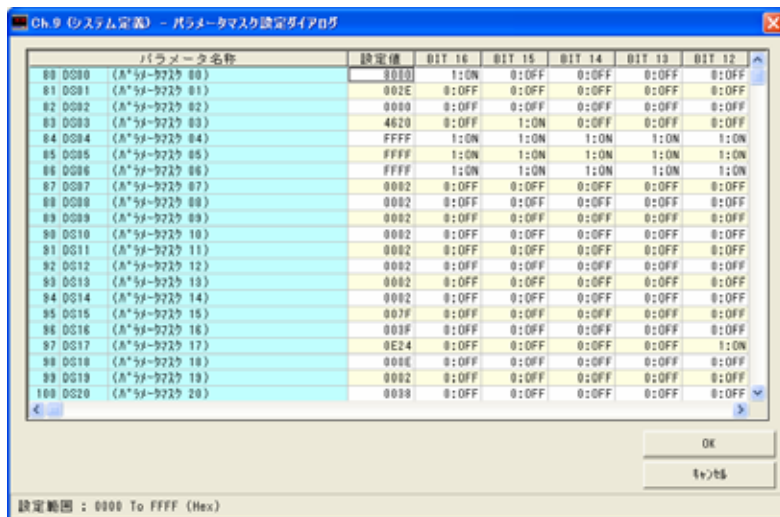 Ch.9 (システム定義) - パラメータマスク設定ダイアログ
パラメータ名称 設定値 BIT 16 BIT 15 BIT 14 BIT 13 BIT 12
80 DS00 (パラメータマスク 00) 8000 1:ON 0:OFF 0:OFF 0:OFF 0:OFF
81 DS01 (パラメータマスク 01) 002E 0:OFF 0:OFF 0:OFF 0:OFF 0:OFF
82 DS02 (パラメータマスク 02) 0000 0:OFF 0:OFF 0:OFF 0:OFF 0:OFF
83 DS03 (パラメータマスク 03) 4620 0:OFF 1:ON 0:OFF 0:OFF 0:OFF
84 DS04 (パラメータマスク 04) FFFF 1:ON 1:ON 1:ON 1:ON 1:ON
85 DS05 (パラメータマスク 05) FFFF 1:ON 1:ON 1:ON 1:ON 1:ON
86 DS06 (パラメータマスク 06) FFFF 1:ON 1:ON 1:ON 1:ON 1:ON
87 DS07 (パラメータマスク 07) 0002 0:OFF 0:OFF 0:OFF 0:OFF 0:OFF
88 DS08 (パラメータマスク 08) 0002 0:OFF 0:OFF 0:OFF 0:OFF 0:OFF
89 DS09 (パラメータマスク 09) 0002 0:OFF 0:OFF 0:OFF 0:OFF 0:OFF
90 DS10 (パラメータマスク 10) 0002 0:OFF 0:OFF 0:OFF 0:OFF 0:OFF
91 DS11 (パラメータマスク 11) 0002 0:OFF 0:OFF 0:OFF 0:OFF 0:OFF
92 DS12 (パラメータマスク 12) 0002 0:OFF 0:OFF 0:OFF 0:OFF 0:OFF
93 DS13 (パラメータマスク 13) 0002 0:OFF 0:OFF 0:OFF 0:OFF 0:OFF
94 DS14 (パラメータマスク 14) 0002 0:OFF 0:OFF 0:OFF 0:OFF 0:OFF
95 DS15 (パラメータマスク 15) 007F 0:OFF 0:OFF 0:OFF 0:OFF 0:OFF
96 DS16 (パラメータマスク 16) 003F 0:OFF 0:OFF 0:OFF 0:OFF 0:OFF
97 DS17 (パラメータマスク 17) 0E24 0:OFF 0:OFF 0:OFF 0:OFF 1:ON
98 DS18 (パラメータマスク 18) 000E 0:OFF 0:OFF 0:OFF 0:OFF 0:OFF
99 DS19 (パラメータマスク 19) 0002 0:OFF 0:OFF 0:OFF 0:OFF 0:OFF
100 DS20 (パラメータマスク 20) 0038 0:OFF 0:OFF 0:OFF 0:OFF 0:OFF
OK
キャンセル
設定範囲 : 0000 To FFFF (Hex)